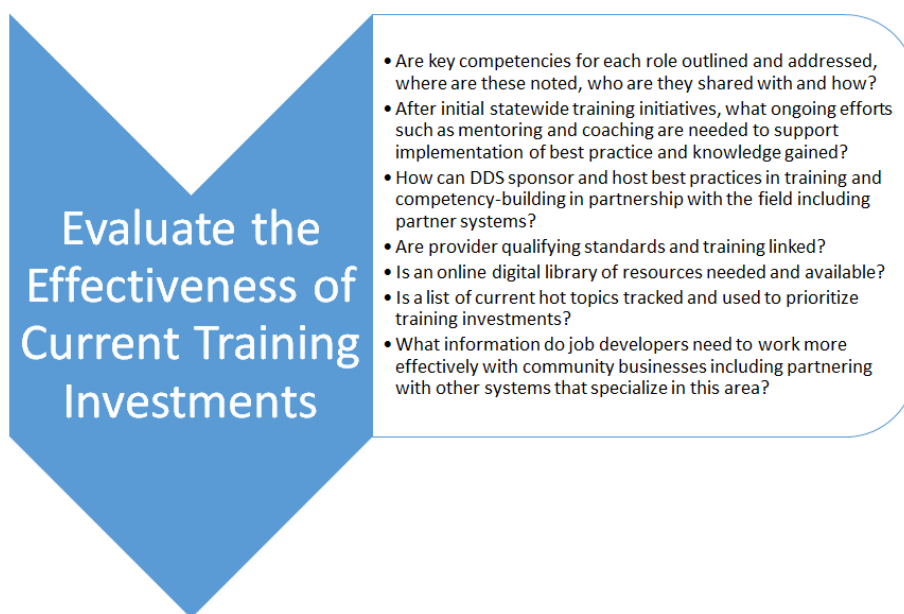 Evaluate the
Effectiveness of
Current Training
Investments
• Are key competencies for each role outlined and addressed,
where are these noted, who are they shared with and how?
• After initial statewide training initiatives, what ongoing efforts
such as mentoring and coaching are needed to support
implementation of best practice and knowledge gained?
• How can DDS sponsor and host best practices in training and
competency-building in partnership with the field including
partner systems?
• Are provider qualifying standards and training linked?
• Is an online digital library of resources needed and available?
• Is a list of current hot topics tracked and used to prioritize
training investments?
• What information do job developers need to work more
effectively with community businesses including partnering
with other systems that specialize in this area?